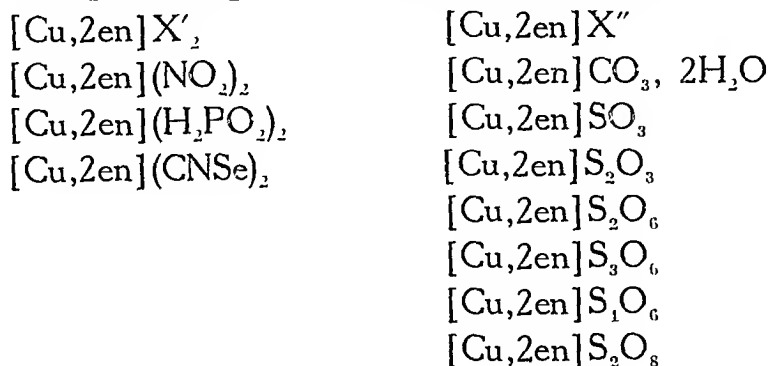 [Cu,2en]X′₂
[Cu,2en](NO₂)₂
[Cu,2en](H₂PO₂)₂
[Cu,2en](CNSe)₂
[Cu,2en]X″
[Cu,2en]CO₃, 2H₂O
[Cu,2en]SO₃
[Cu,2en]S₂O₃
[Cu,2en]S₂O₆
[Cu,2en]S₃O₆
[Cu,2en]S₁O₆
[Cu,2en]S₂O₈